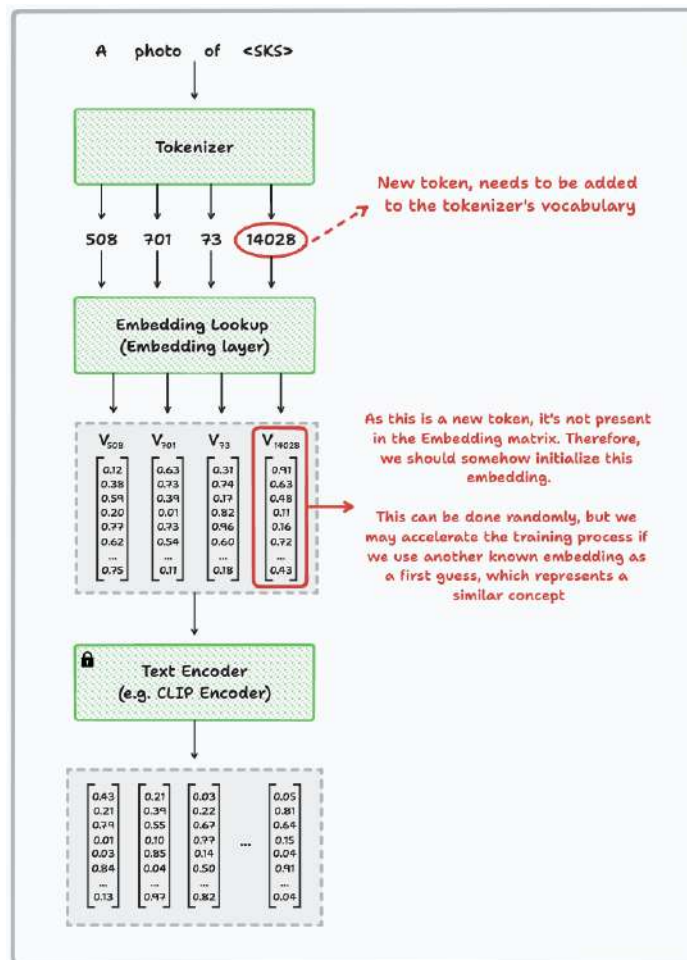 A photo of <SKS>
Tokenizer
New token, needs to be added
to the tokenizer's vocabulary
508 701 73 14028
Embedding Lookup
(Embedding layer)
V508 V701 V73 V14028
0.12 0.63 0.31 0.91
0.38 0.73 0.74 0.63
0.59 0.39 0.17 0.48
0.20 0.01 0.82 0.11
0.77 0.73 0.96 0.16
0.62 0.54 0.60 0.72
... ... ... ...
0.75 0.11 0.18 0.43
As this is a new token, it's not present
in the Embedding matrix. Therefore,
we should somehow initialize this
embedding.
This can be done randomly, but we
may accelerate the training process if
we use another known embedding as
a first guess, which represents a
similar concept
Text Encoder
(e.g. CLIP Encoder)
0.43 0.21 0.03 0.05
0.21 0.39 0.22 0.81
0.79 0.55 0.67 0.64
0.01 0.10 0.77 0.15
0.03 0.85 0.14 ... 0.04
0.84 0.04 0.50 0.91
... ... ... ...
0.13 0.97 0.82 0.04